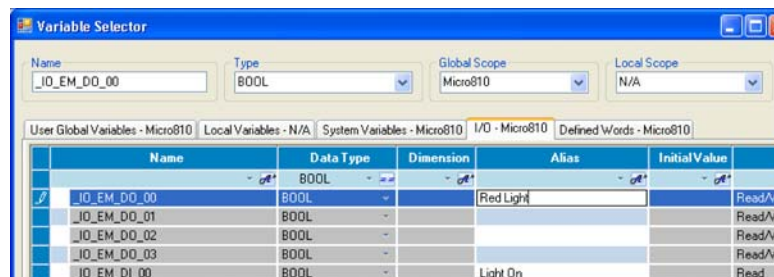 Variable Selector
Name Type Global Scope Local Scope
_IO_EM_DO_00 BOOL Micro810 N/A
User Global Variables - Micro810 Local Variables - N/A System Variables - Micro810 I/O - Micro810 Defined Words - Micro810
Name Data Type Dimension Alias Initial Value
BOOL
_IO_EM_DO_00 BOOL Red Light
_IO_EM_DO_01 BOOL
_IO_EM_DO_02 BOOL
_IO_EM_DO_03 BOOL
_IO_EM_DI_00 BOOL Light On Read